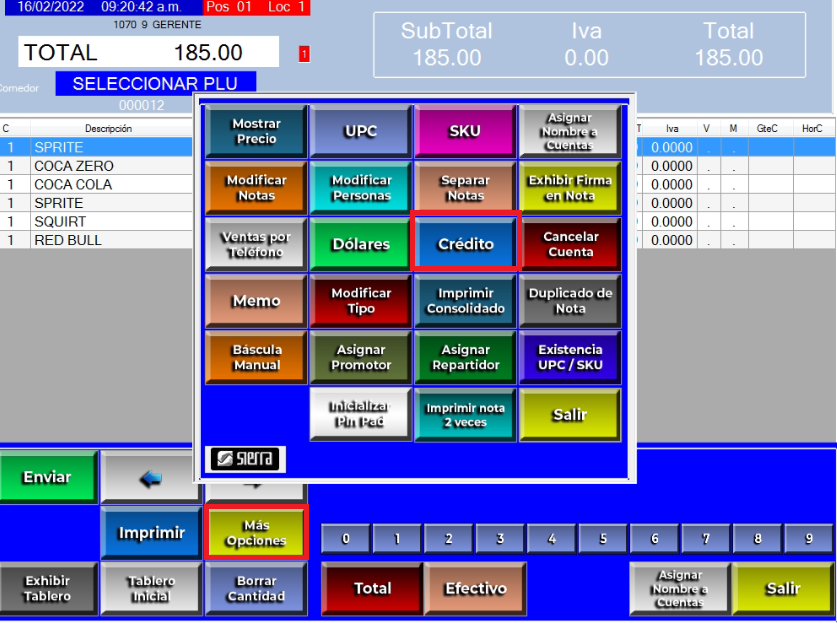 16/02/2022 09:20:42 a.m. Pos 01 Loc 1
1070 9 GERENTE
SubTotal Iva Total
TOTAL 185.00 1
185.00 0.00 185.00
Comedor SELECCIONAR PLU
000012
C Descripción T Iva V M GteC HorC
1 SPRITE 0.0000 . .
1 COCA ZERO 0.0000 . .
1 COCA COLA 0.0000 . .
1 SPRITE 0.0000 . .
1 SQUIRT 0.0000 . .
1 RED BULL 0.0000 . .
Mostrar
Precio
UPC
SKU
Asignar
Nombre a
Cuentas
Modificar
Notas
Modificar
Personas
Separar
Notas
Exhibir Firma
en Nota
Ventas por
Teléfono
Dólares
Crédito
Cancelar
Cuenta
Memo
Modificar
Tipo
Imprimir
Consolidado
Duplicado de
Nota
Báscula
Manual
Asignar
Promotor
Asignar
Repartidor
Existencia
UPC / SKU
Inicializar
Pin Pad
Imprimir nota
2 veces
Salir
sierra
Enviar
Imprimir
Más
Opciones
0 1 2 3 4 5 6 7 8 9
Exhibir
Tablero
Tablero
Inicial
Borrar
Cantidad
Total
Efectivo
Asignar
Nombre a
Cuentas
Salir